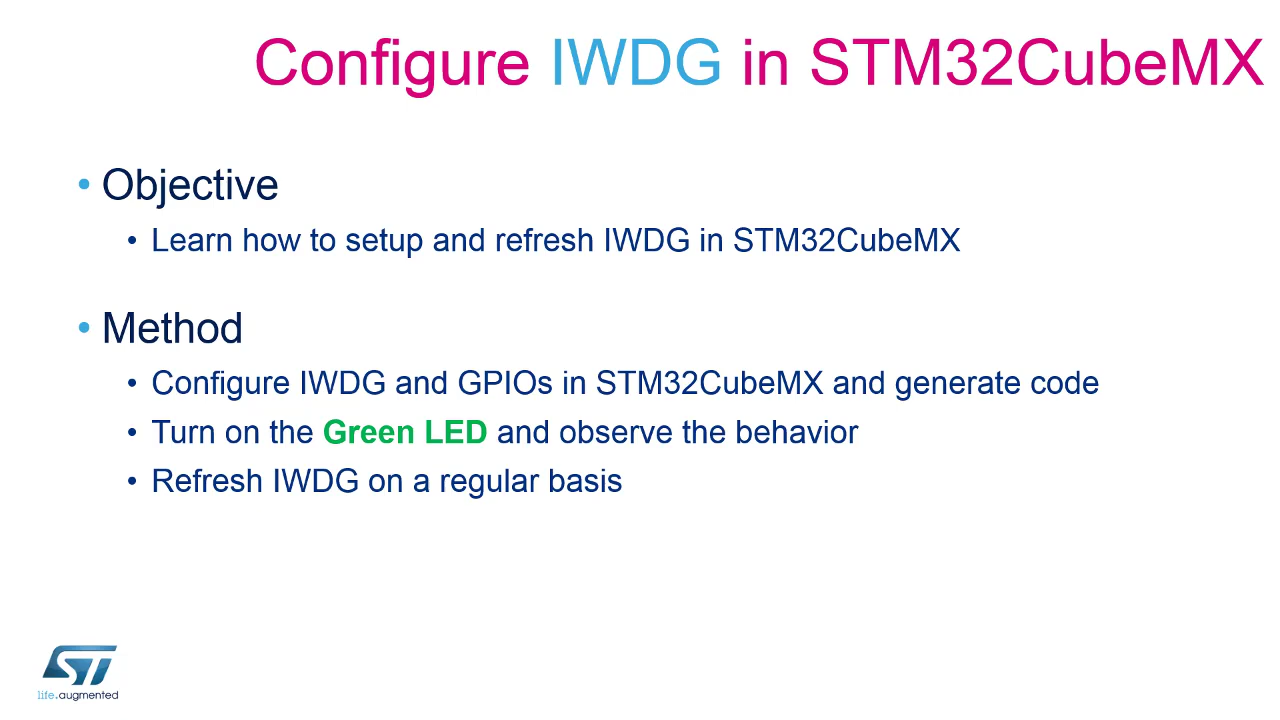 Configure IWDG in STM32CubeMX
• Objective
• Learn how to setup and refresh IWDG in STM32CubeMX
• Method
• Configure IWDG and GPIOs in STM32CubeMX and generate code
• Turn on the Green LED and observe the behavior
• Refresh IWDG on a regular basis
ST
life.augmented